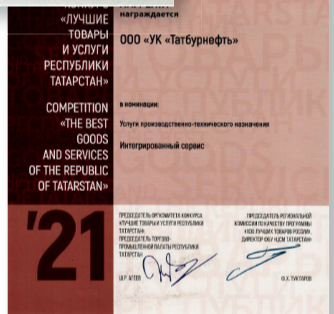 «ЛУЧШИЕ
ТОВАРЫ
И УСЛУГИ
РЕСПУБЛИКИ
ТАТАРСТАН»
COMPETITION
«THE BEST
GOODS
AND SERVICES
OF THE REPUBLIC
OF TATARSTAN»
'21
награждается
ООО «УК «Татбурнефть»
в номинации:
Услуги производственно-технического назначения
Интегрированный сервис
ПРЕДСЕДАТЕЛЬ ОРГКОМИТЕТА КОНКУРСА
«ЛУЧШИЕ ТОВАРЫ И УСЛУГИ РЕСПУБЛИКИ
ТАТАРСТАН»,
ПРЕДСЕДАТЕЛЬ ТОРГОВО-
ПРОМЫШЛЕННОЙ ПАЛАТЫ РЕСПУБЛИКИ
ТАТАРСТАН
Ш.Р. АГЕЕВ
ПРЕДСЕДАТЕЛЬ РЕГИОНАЛЬНОЙ
КОМИССИИ ПО КАЧЕСТВУ ПРОГРАММЫ
«100 ЛУЧШИХ ТОВАРОВ РОССИИ»,
ДИРЕКТОР ФБУ «ЦСМ ТАТАРСТАН»